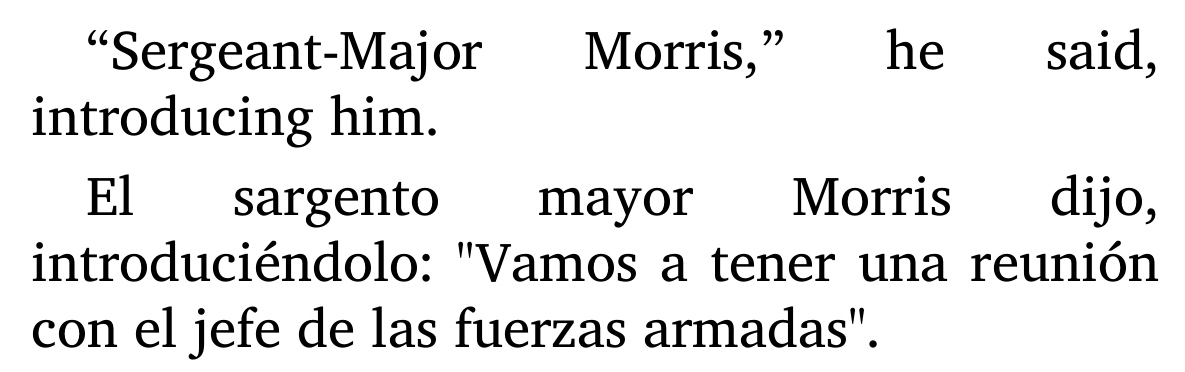 “Sergeant-Major Morris,” he said,
introducing him.
El sargento mayor Morris dijo,
introduciéndolo: "Vamos a tener una reunión
con el jefe de las fuerzas armadas".